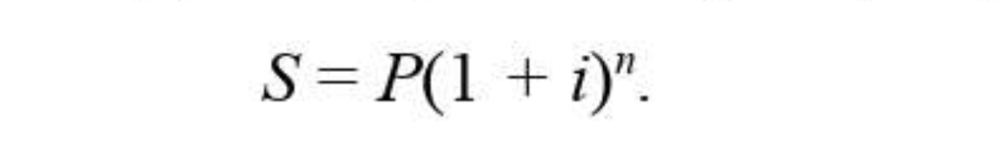 S = P(1 + i)ⁿ.